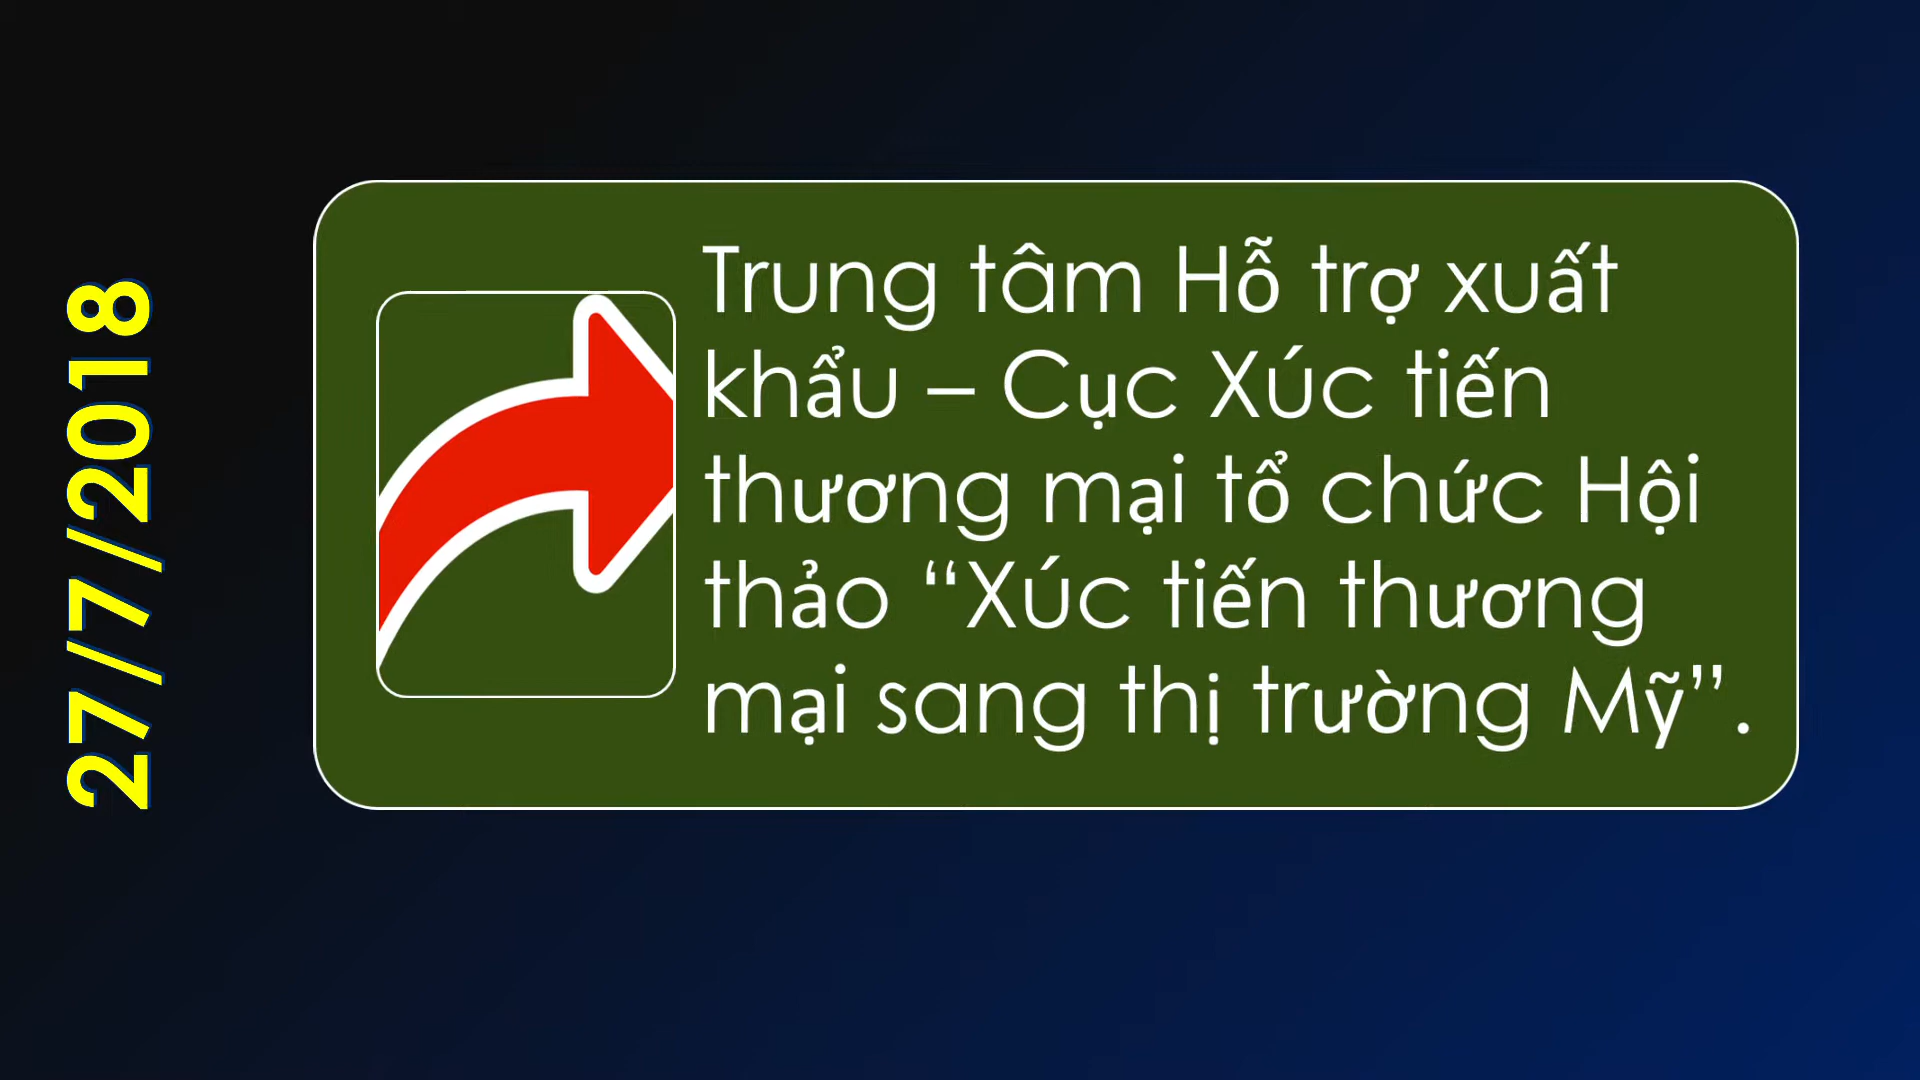 27/7/2018
Trung tâm Hỗ trợ xuất
khẩu – Cục Xúc tiến
thương mại tổ chức Hội
thảo “Xúc tiến thương
mại sang thị trường Mỹ”.